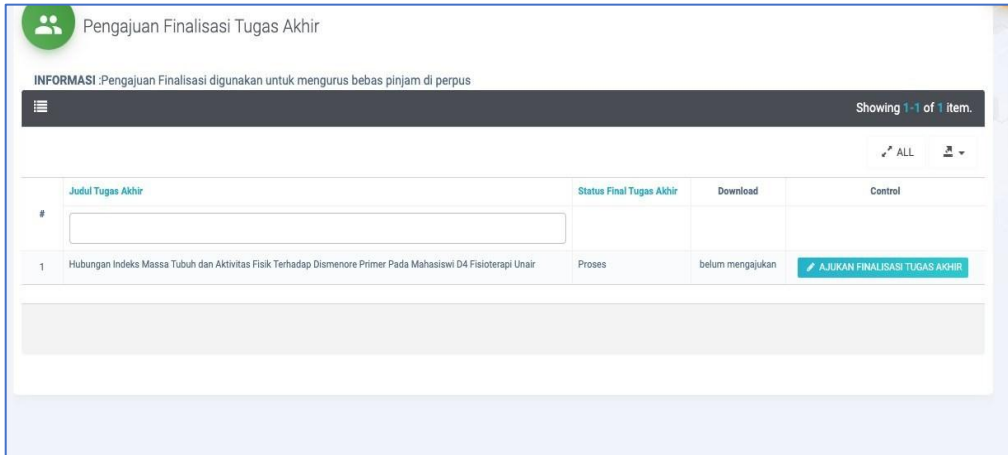 Pengajuan Finalisasi Tugas Akhir
INFORMASI :Pengajuan Finalisasi digunakan untuk mengurus bebas pinjam di perpus
Showing 1-1 of 1 item.
ALL
# Judul Tugas Akhir Status Final Tugas Akhir Download Control
1 Hubungan Indeks Massa Tubuh dan Aktivitas Fisik Terhadap Dismenore Primer Pada Mahasiswi D4 Fisioterapi Unair Proses belum mengajukan AJUKAN FINALISASI TUGAS AKHIR